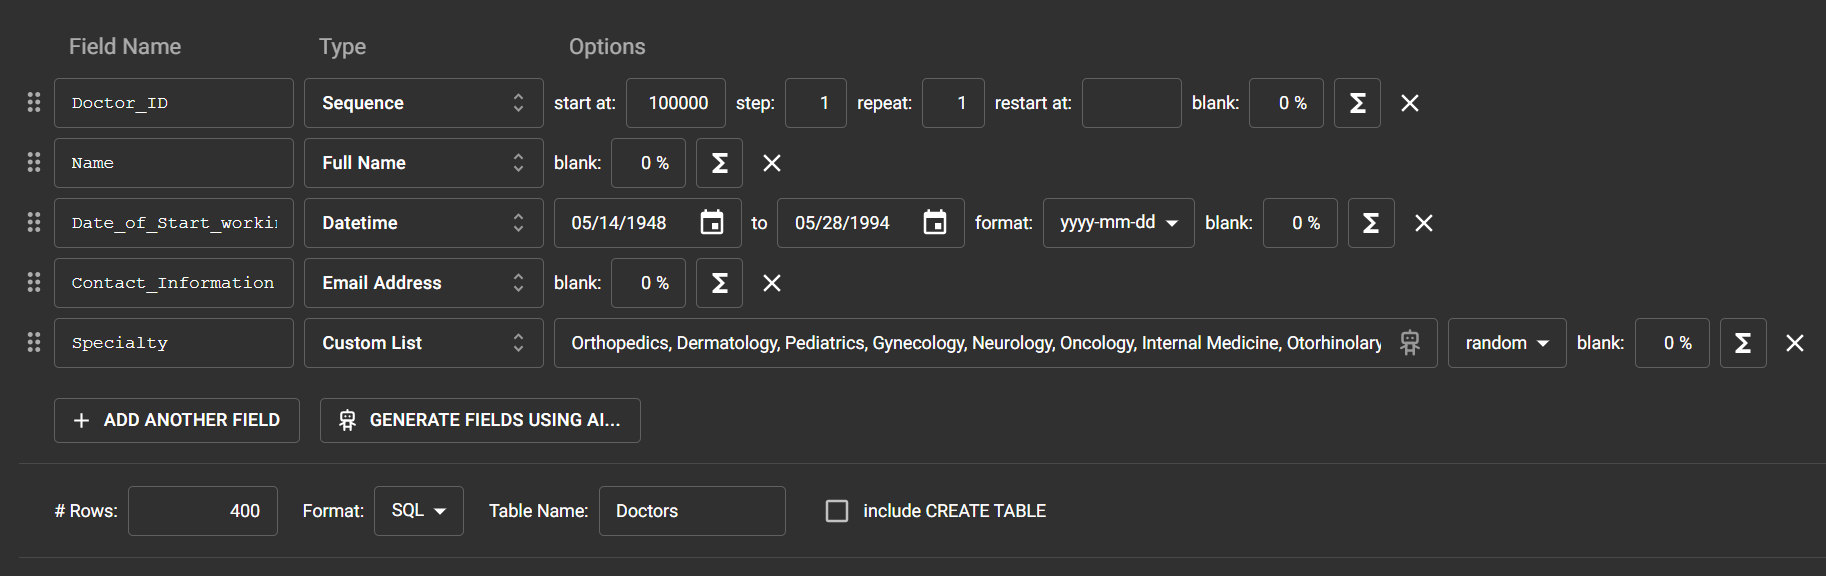 Field Name Type Options
Doctor_ID Sequence start at: 100000 step: 1 repeat: 1 restart at: blank: 0 % Σ
Name Full Name blank: 0 % Σ
Date_of_Start_workin Datetime 05/14/1948 to 05/28/1994 format: yyyy-mm-dd blank: 0 % Σ
Contact_Information Email Address blank: 0 % Σ
Specialty Custom List Orthopedics, Dermatology, Pediatrics, Gynecology, Neurology, Oncology, Internal Medicine, Otorhinolary random blank: 0 % Σ
+ ADD ANOTHER FIELD GENERATE FIELDS USING AI...
# Rows: 400 Format: SQL Table Name: Doctors include CREATE TABLE